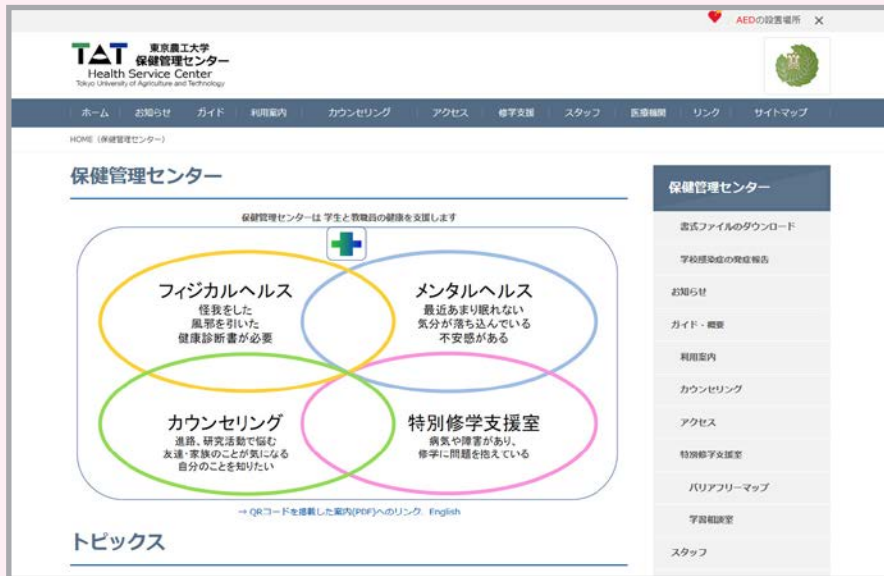 AEDの設置場所 ×
TAT 東京農工大学
保健管理センター
Health Service Center
Tokyo University of Agriculture and Technology
ホーム お知らせ ガイド 利用案内 カウンセリング アクセス 修学支援 スタッフ 医療機関 リンク サイトマップ
HOME（保健管理センター）
保健管理センター
保健管理センターは 学生と教職員の健康を支援します
フィジカルヘルス
怪我をした
風邪を引いた
健康診断書が必要
メンタルヘルス
最近あまり眠れない
気分が落ち込んでいる
不安感がある
カウンセリング
進路、研究活動で悩む
友達・家族のことが気になる
自分のことを知りたい
特別修学支援室
病気や障害があり、
修学に問題を抱えている
→ QRコードを搭載した案内(PDF)へのリンク. English
トピックス
保健管理センター
書式ファイルのダウンロード
学校感染症の発症報告
お知らせ
ガイド・概要
利用案内
カウンセリング
アクセス
特別修学支援室
バリアフリーマップ
学習相談室
スタッフ